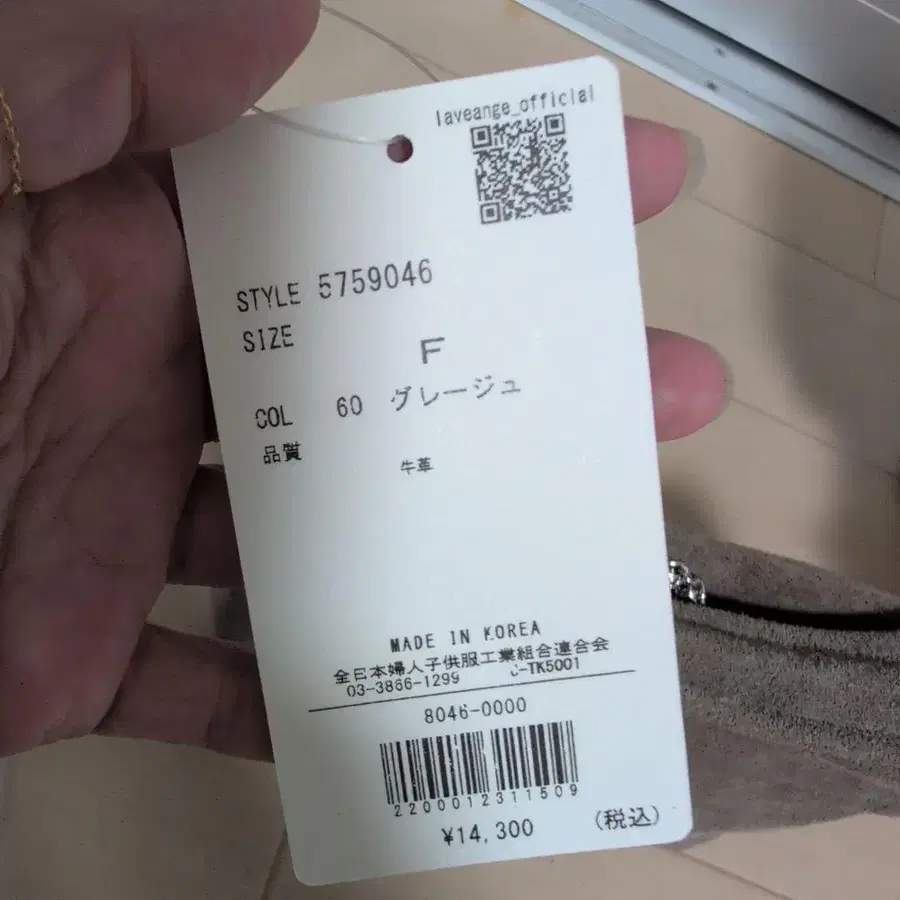 laveange_official
STYLE 5759046
SIZE F
COL 60 グレージュ
品質 牛革
MADE IN KOREA
全日本婦人子供服工業組合連合会
03-3866-1299 -TK5001
8046-0000
2200012311509
¥14,300 (税込)